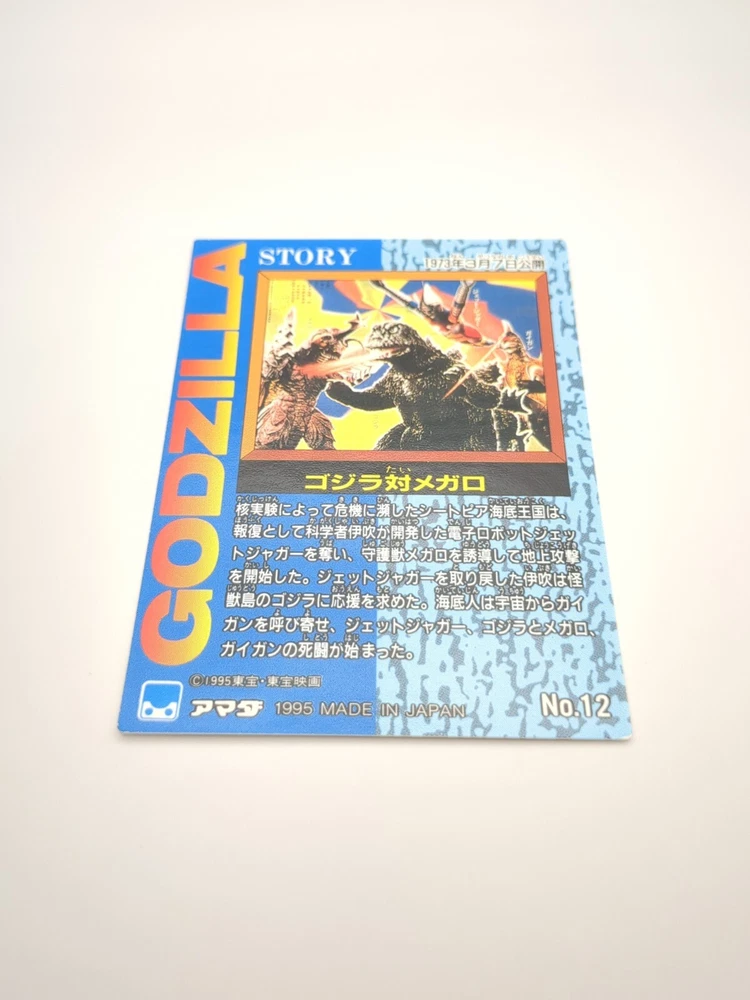 GODZILLA
STORY
1973年3月7日公開
ガイガン
たい
ゴジラ対メガロ
核実験によって危機に瀕したシートピア海底王国は、
報復として科学者伊吹が開発した電子ロボットジェッ
トジャガーを奪い、守護獣メガロを誘導して地上攻撃
を開始した。ジェットジャガーを取り戻した伊吹は怪
獣島のゴジラに応援を求めた。海底人は宇宙からガイ
ガンを呼び寄せ、ジェットジャガー、ゴジラとメガロ、
ガイガンの死闘が始まった。
©1995東宝・東宝映画
アマダ 1995 MADE IN JAPAN
No.12